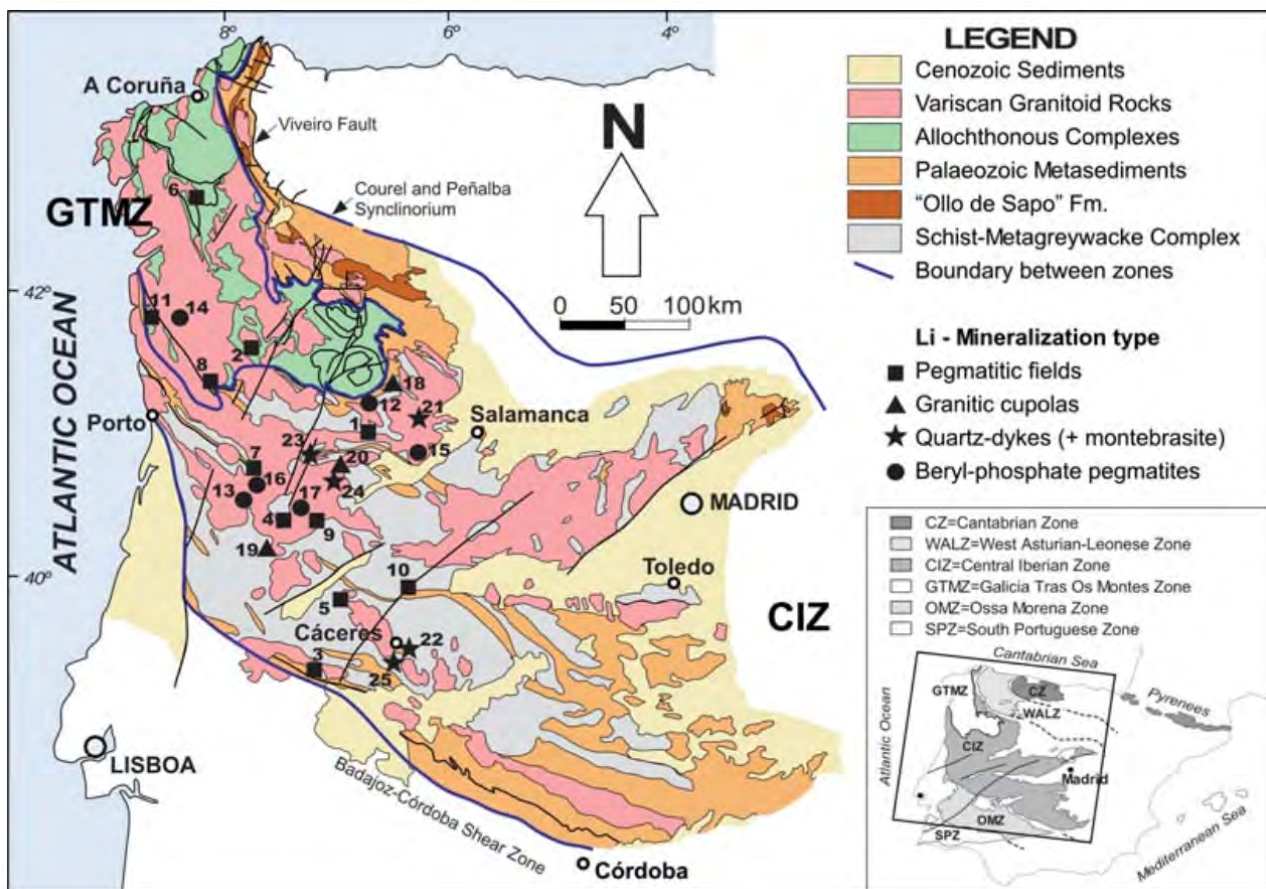 8º
6º
4º
A Coruña
Viveiro Fault
Courel and Peñalba
Synclinorium
N
GTMZ
6
42
0 50 100 km
ATLANTIC OCEAN
11
14
2
8
18
12
21
Salamanca
Porto
1
23
15
7
20
16
24
13
17
MADRID
4
9
19
40
10
Toledo
5
CIZ
Cáceres
22
3
25
LISBOA
Badajoz-Córdoba Shear Zone
Córdoba
LEGEND
Cenozoic Sediments
Variscan Granitoid Rocks
Allochthonous Complexes
Palaeozoic Metasediments
“Ollo de Sapo” Fm.
Schist-Metagreywacke Complex
Boundary between zones
Li - Mineralization type
Pegmatitic fields
Granitic cupolas
Quartz-dykes (+ montebrasite)
Beryl-phosphate pegmatites
CZ=Cantabrian Zone
WALZ=West Asturian-Leonese Zone
CIZ=Central Iberian Zone
GTMZ=Galicia Tras Os Montes Zone
OMZ=Ossa Morena Zone
SPZ=South Portuguese Zone
Cantabrian Sea
GTMZ
CZ
WALZ
Pyrenees
Atlantic Ocean
CIZ
Madrid
OMZ
SPZ
Mediterranean Sea